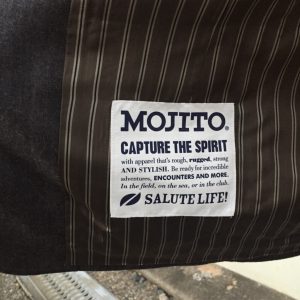 MOJITO®
CAPTURE THE SPIRIT
with apparel that's tough, rugged, strong
AND STYLISH. Be ready for incredible
adventures, ENCOUNTERS AND MORE.
In the field, on the sea, or in the club.
SALUTE LIFE!